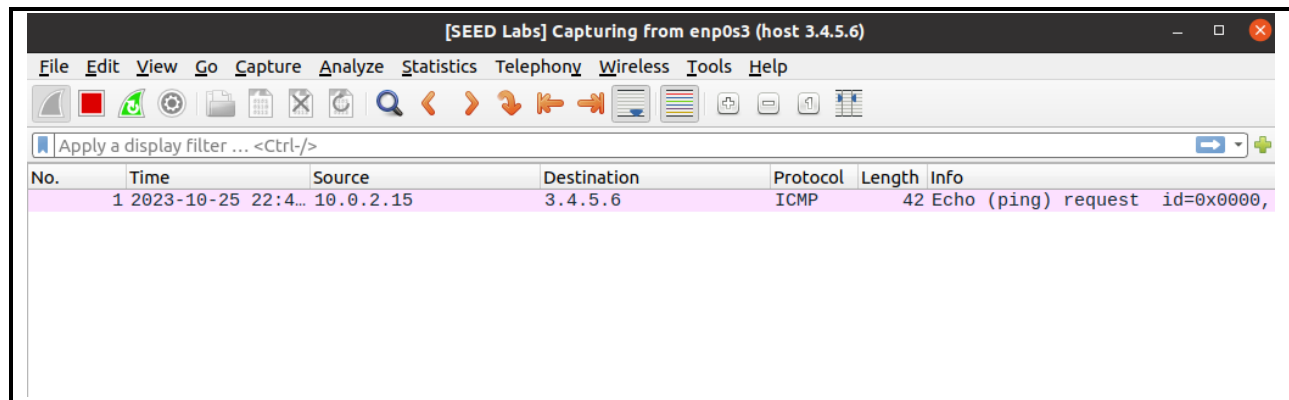 [SEED Labs] Capturing from enp0s3 (host 3.4.5.6)
File Edit View Go Capture Analyze Statistics Telephony Wireless Tools Help
Apply a display filter … <Ctrl-/>
No. Time Source Destination Protocol Length Info
1 2023-10-25 22:4… 10.0.2.15 3.4.5.6 ICMP 42 Echo (ping) request id=0x0000,